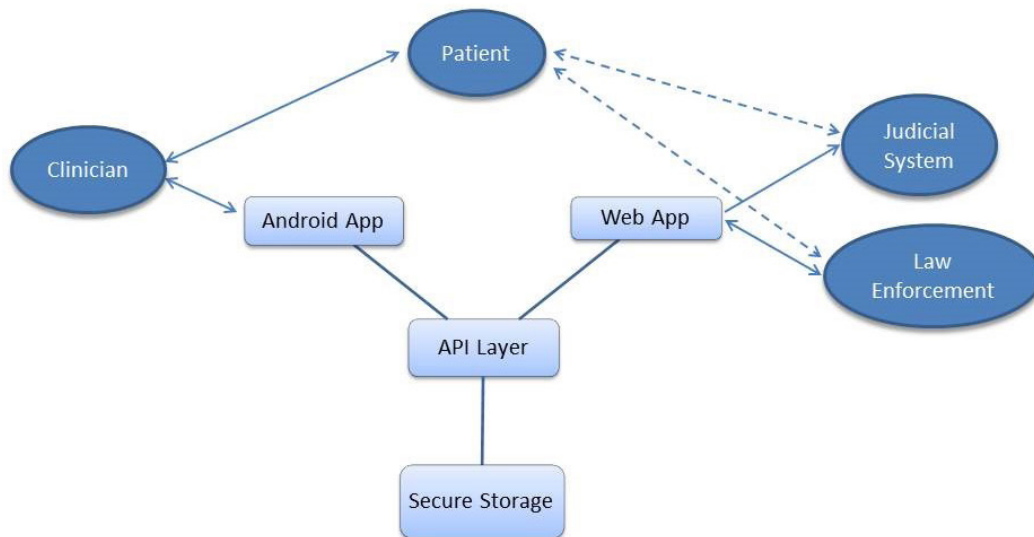 Patient
Judicial
System
Clinician
Android App
Web App
Law
Enforcement
API Layer
Secure Storage